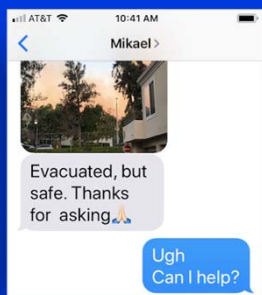 AT&T 10:41 AM
Mikael >
Evacuated, but
safe. Thanks
for asking🙏🏻
Ugh
Can I help?